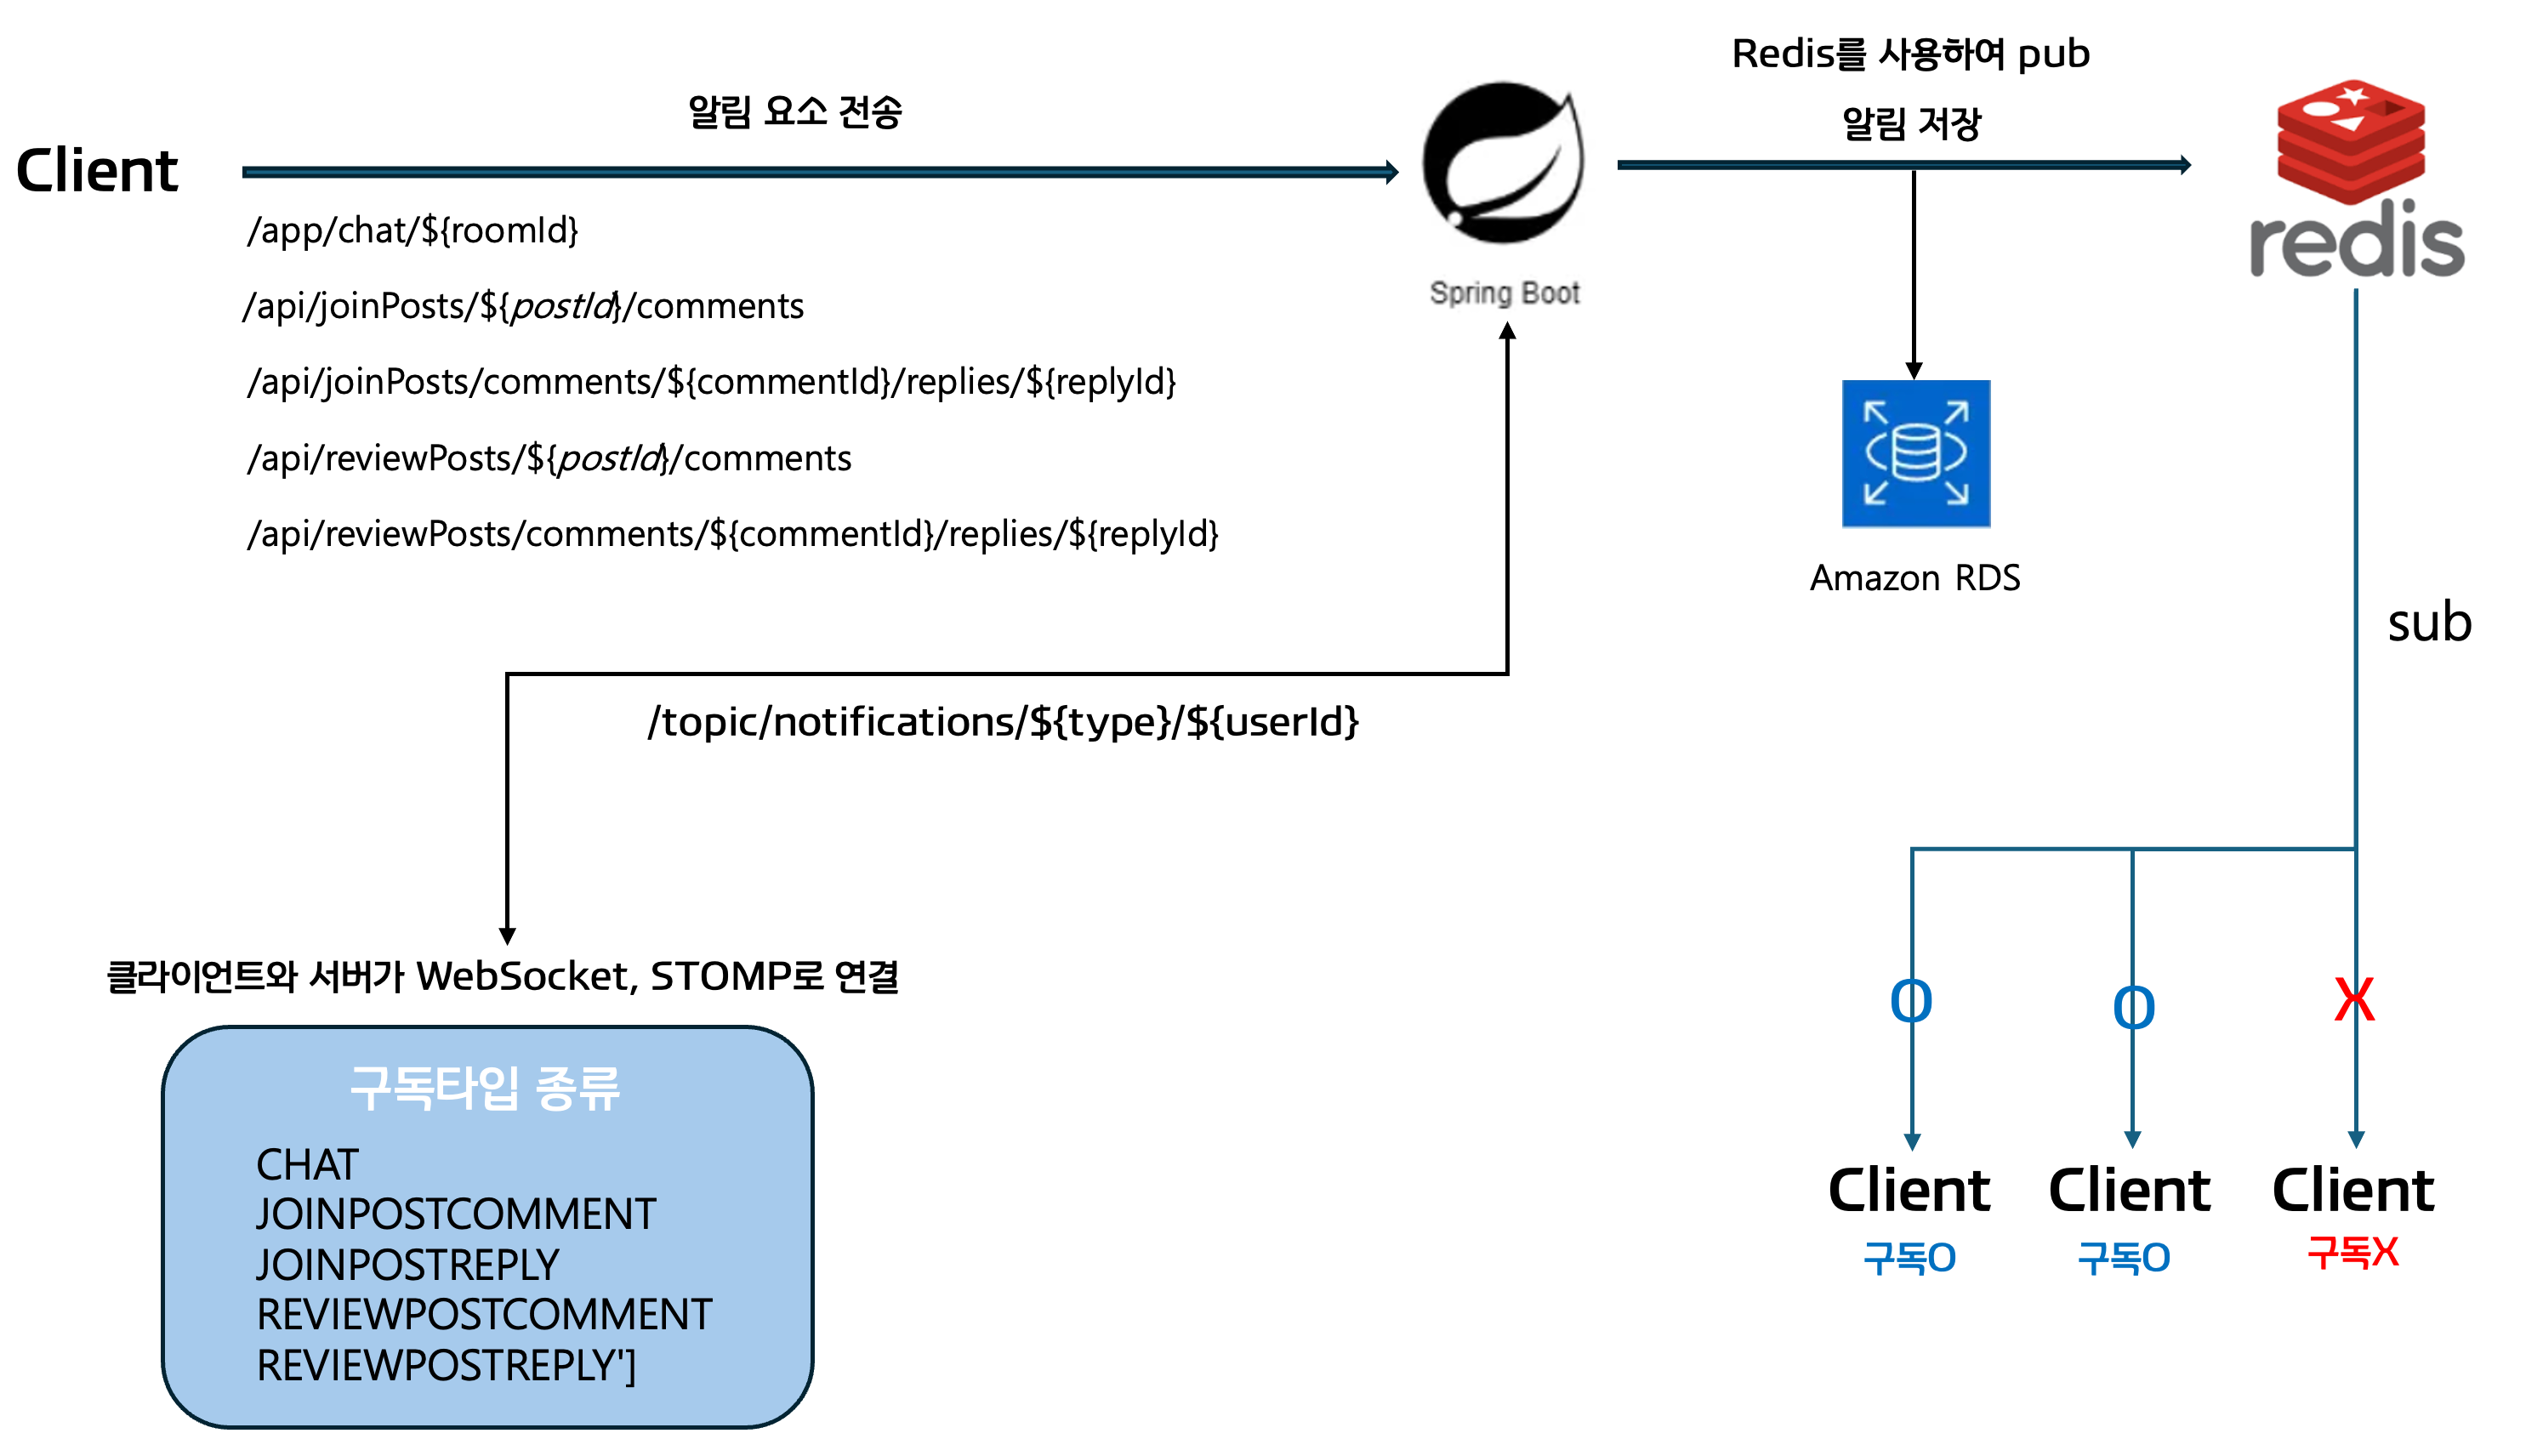 Client
알림 요소 전송
/app/chat/${roomId}
/api/joinPosts/${postId}/comments
/api/joinPosts/comments/${commentId}/replies/${replyId}
/api/reviewPosts/${postId}/comments
/api/reviewPosts/comments/${commentId}/replies/${replyId}
Spring Boot
Redis를 사용하여 pub
알림 저장
redis
Amazon RDS
sub
/topic/notifications/${type}/${userId}
클라이언트와 서버가 WebSocket, STOMP로 연결
구독타입 종류
CHAT
JOINPOSTCOMMENT
JOINPOSTREPLY
REVIEWPOSTCOMMENT
REVIEWPOSTREPLY']
O O X
Client Client Client
구독O 구독O 구독X